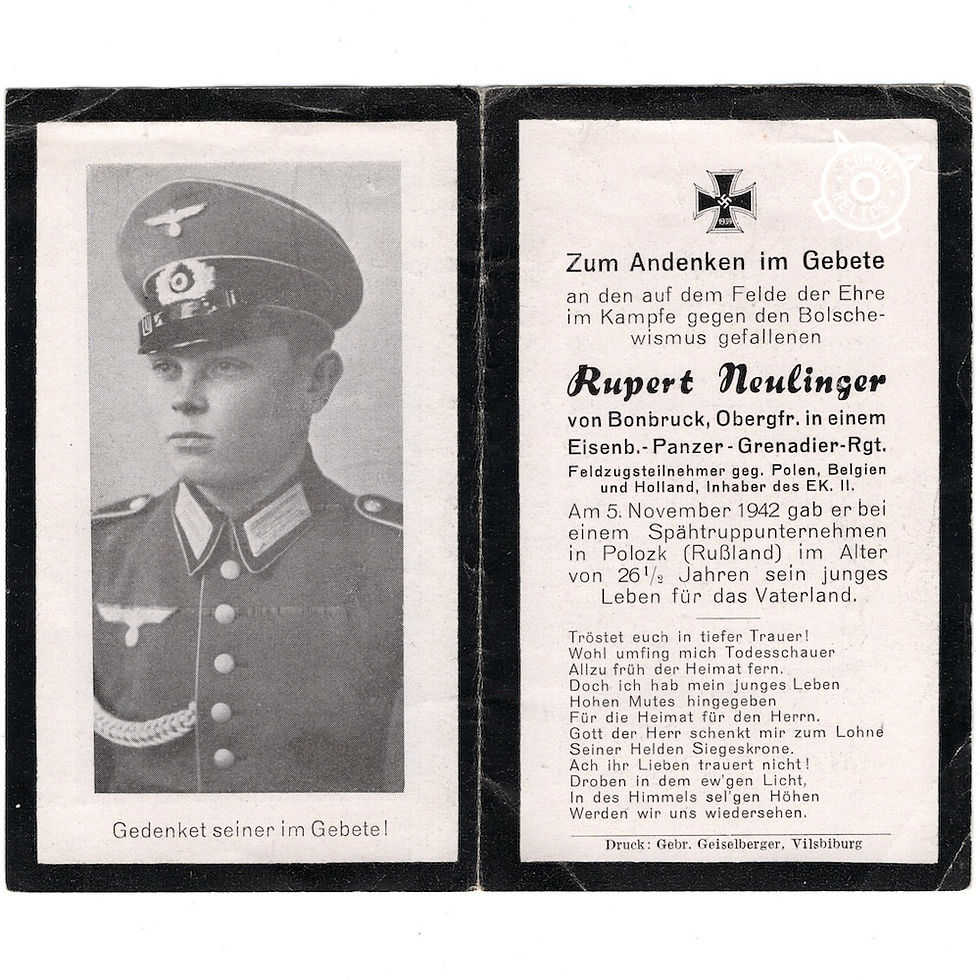 Gedenket seiner im Gebete!
COMBAT
RELICS
1939
Zum Andenken im Gebete
an den auf dem Felde der Ehre
im Kampfe gegen den Bolsche-
wismus gefallenen
Rupert Neulinger
von Bonbruck, Obergfr. in einem
Eisenb.-Panzer-Grenadier-Rgt.
Feldzugsteilnehmer geg. Polen, Belgien
und Holland, Inhaber des EK. II.
Am 5. November 1942 gab er bei
einem Spähtruppunternehmen
in Polozk (Rußland) im Alter
von 26 1/2 Jahren sein junges
Leben für das Vaterland.
Tröstet euch in tiefer Trauer!
Wohl umfing mich Todesschauer
Allzu früh der Heimat fern.
Doch ich hab mein junges Leben
Hohen Mutes hingegeben
Für die Heimat für den Herrn.
Gott der Herr schenkt mir zum Lohne
Seiner Helden Siegeskrone.
Ach ihr Lieben trauert nicht!
Droben in dem ew'gen Licht,
In des Himmels sel'gen Höhen
Werden wir uns wiedersehen.
Druck: Gebr. Geiselberger, Vilsbiburg